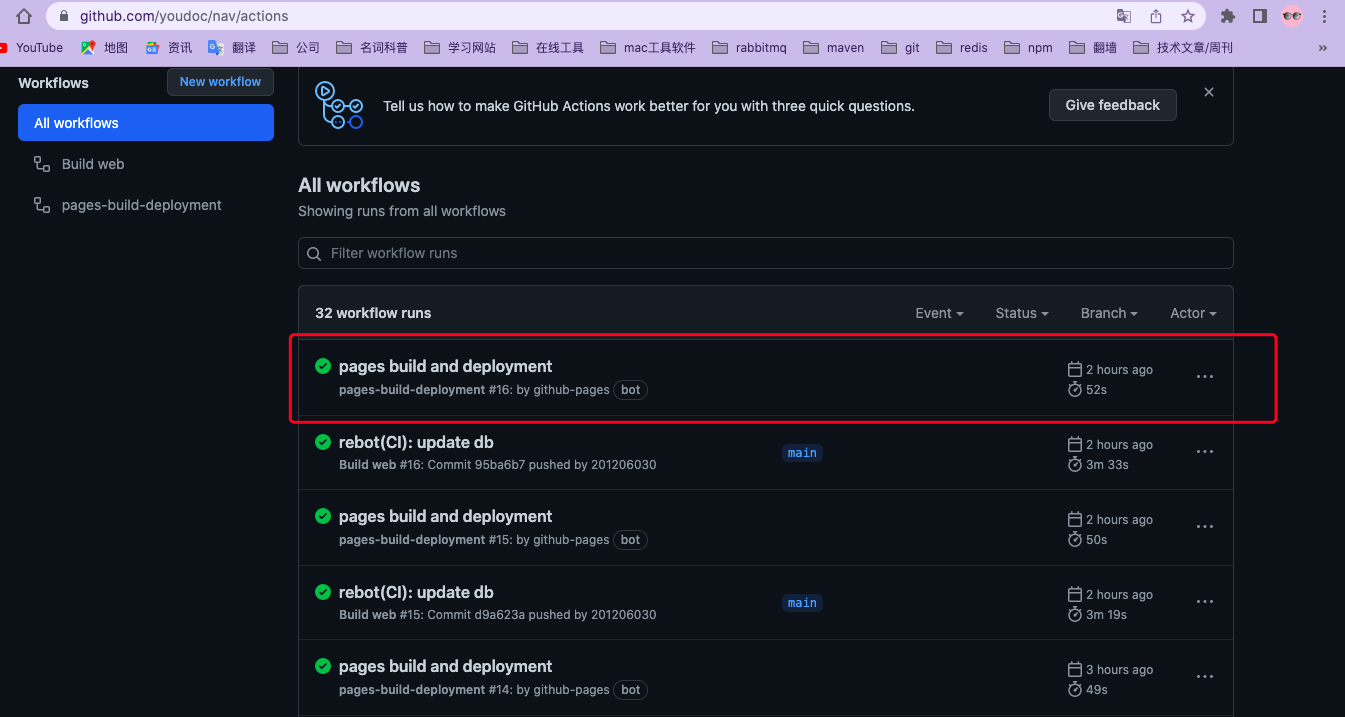 github.com/youdoc/nav/actions
YouTube 地图 资讯 翻译 公司 名词科普 学习网站 在线工具 mac工具软件 rabbitmq maven git redis npm 翻墙 技术文章/周刊 »
Workflows New workflow
All workflows
Build web
pages-build-deployment
Tell us how to make GitHub Actions work better for you with three quick questions. Give feedback
All workflows
Showing runs from all workflows
Filter workflow runs
32 workflow runs Event Status Branch Actor
pages build and deployment 2 hours ago
pages-build-deployment #16: by github-pages bot 52s
rebot(CI): update db main 2 hours ago
Build web #16: Commit 95ba6b7 pushed by 201206030 3m 33s
pages build and deployment 2 hours ago
pages-build-deployment #15: by github-pages bot 50s
rebot(CI): update db main 2 hours ago
Build web #15: Commit d9a623a pushed by 201206030 3m 19s
pages build and deployment 3 hours ago
pages-build-deployment #14: by github-pages bot 49s